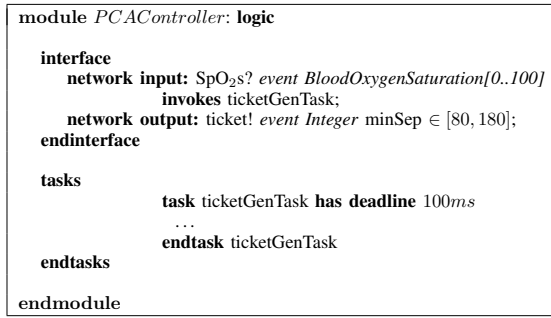 module PCAController: logic
interface
network input: SpO₂s? event BloodOxygenSaturation[0..100]
invokes ticketGenTask;
network output: ticket! event Integer minSep ∈ [80, 180];
endinterface
tasks
task ticketGenTask has deadline 100ms
...
endtask ticketGenTask
endtasks
endmodule